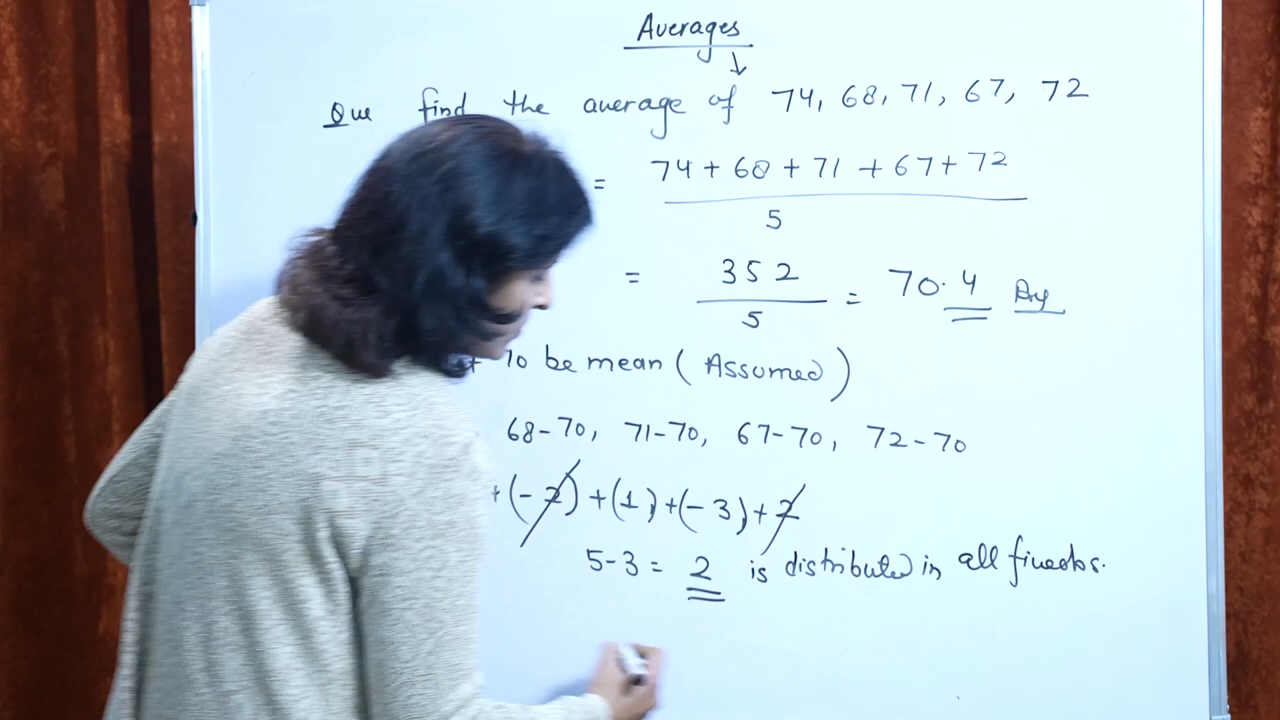 Averages
↓
Que find the average of 74, 68, 71, 67, 72
= 74 + 68 + 71 + 67 + 72
5
= 352 = 70.4
5
70 be mean (Assumed)
68-70, 71-70, 67-70, 72-70
+(-2)+(1)+(-3)+2
5-3= 2 is distributed in all